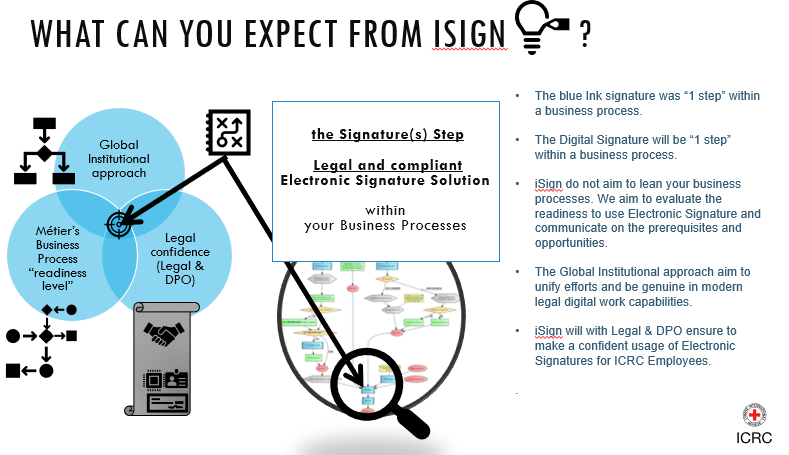 WHAT CAN YOU EXPECT FROM ISIGN ?
Global
Institutional
approach
Métier's
Business
Process
“readiness
level”
Legal
confidence
(Legal &
DPO)
the Signature(s) Step
Legal and compliant
Electronic Signature Solution
within
your Business Processes
• The blue Ink signature was “1 step” within
a business process.
• The Digital Signature will be “1 step”
within a business process.
• iSign do not aim to lean your business
processes. We aim to evaluate the
readiness to use Electronic Signature and
communicate on the prerequisites and
opportunities.
• The Global Institutional approach aim to
unify efforts and be genuine in modern
legal digital work capabilities.
• iSign will with Legal & DPO ensure to
make a confident usage of Electronic
Signatures for ICRC Employees.
.
ICRC